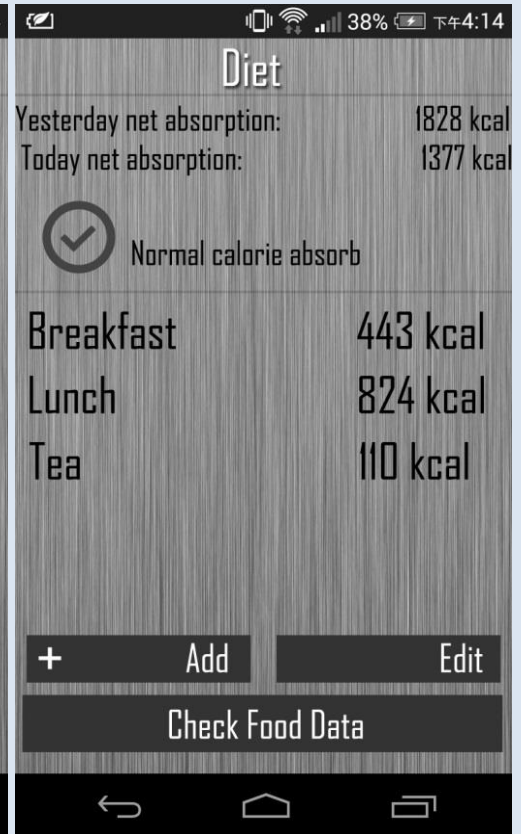 38% 下午4:14
Diet
Yesterday net absorption: 1828 kcal
Today net absorption: 1377 kcal
Normal calorie absorb
Breakfast 443 kcal
Lunch 824 kcal
Tea 110 kcal
+ Add Edit
Check Food Data